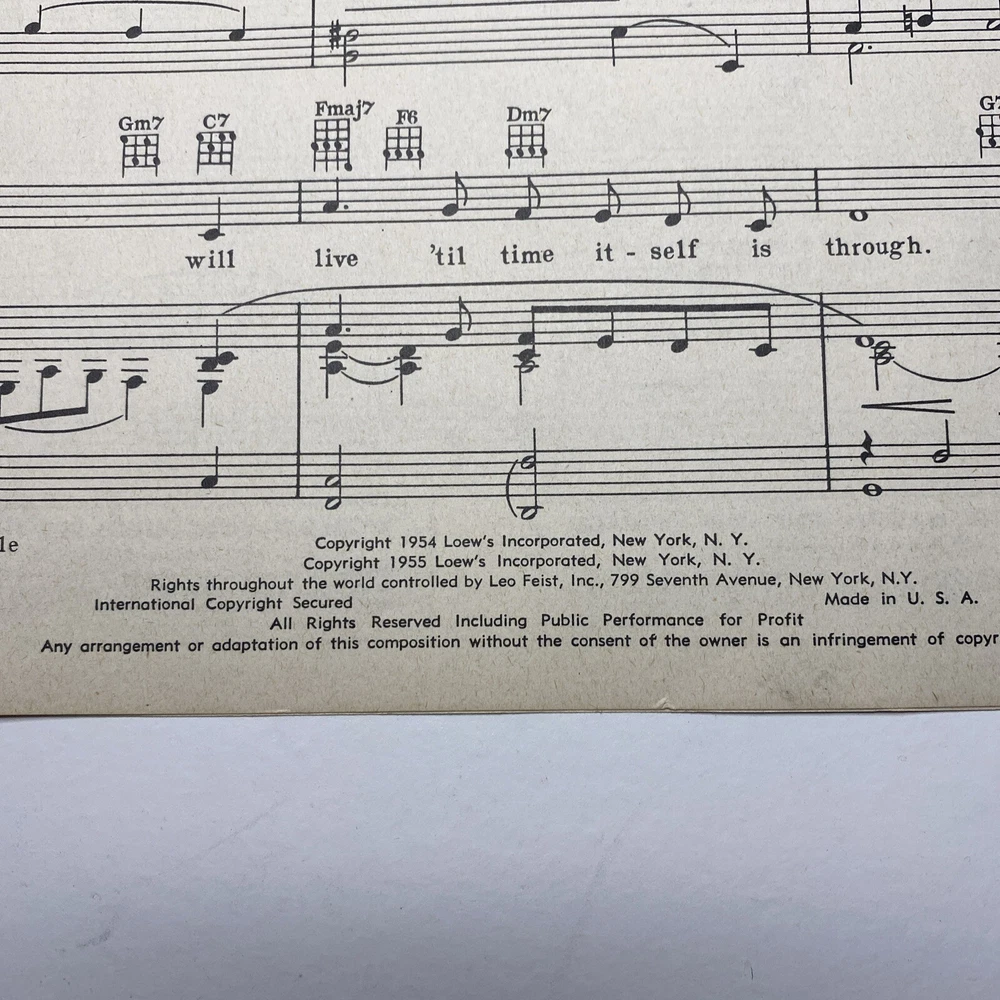 Gm7 C7 Fmaj7 F6 Dm7 G7
will live 'til time it - self is through.
le
Copyright 1954 Loew's Incorporated, New York, N. Y.
Copyright 1955 Loew's Incorporated, New York, N. Y.
Rights throughout the world controlled by Leo Feist, Inc., 799 Seventh Avenue, New York, N.Y.
International Copyright Secured Made in U. S. A.
All Rights Reserved Including Public Performance for Profit
Any arrangement or adaptation of this composition without the consent of the owner is an infringement of copyr